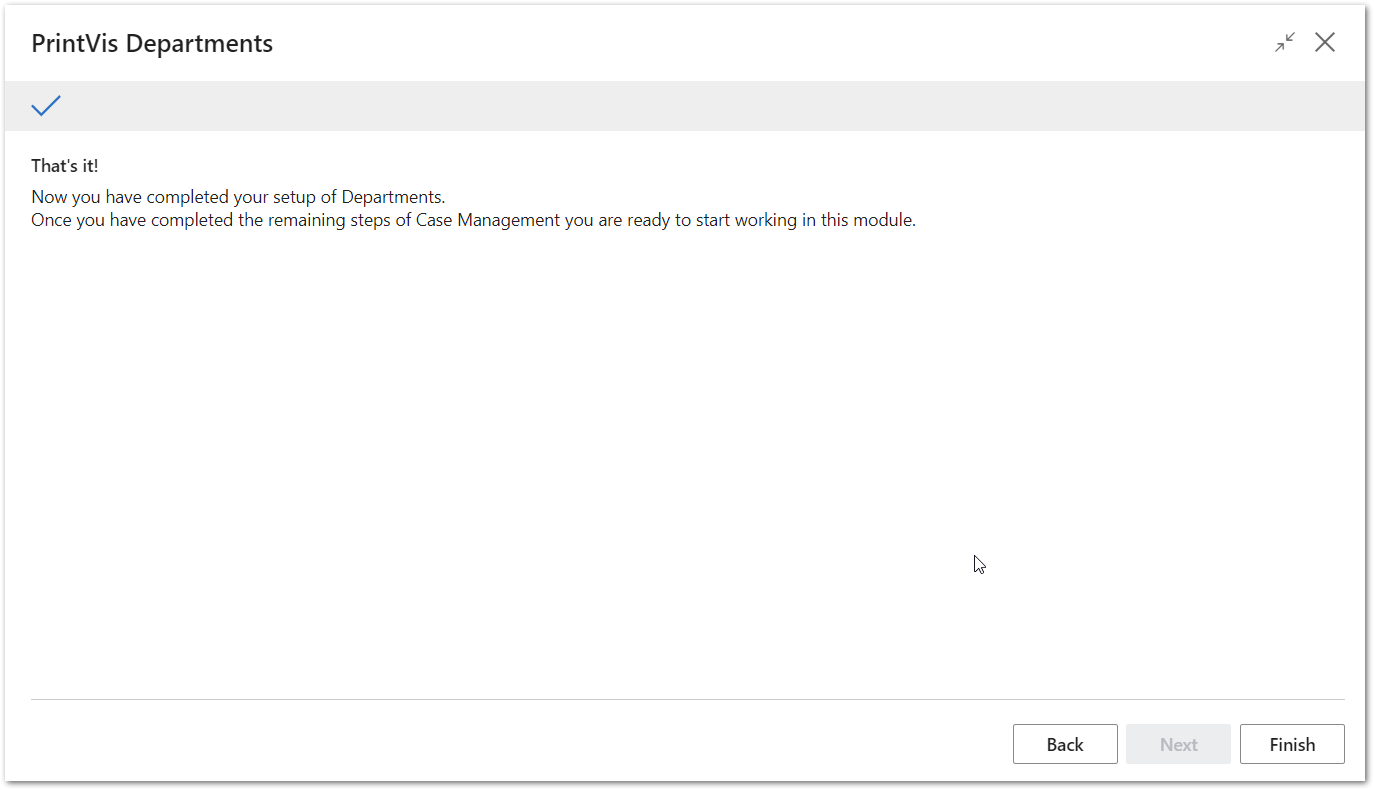 PrintVis Departments
That's it!
Now you have completed your setup of Departments.
Once you have completed the remaining steps of Case Management you are ready to start working in this module.
Back
Next
Finish